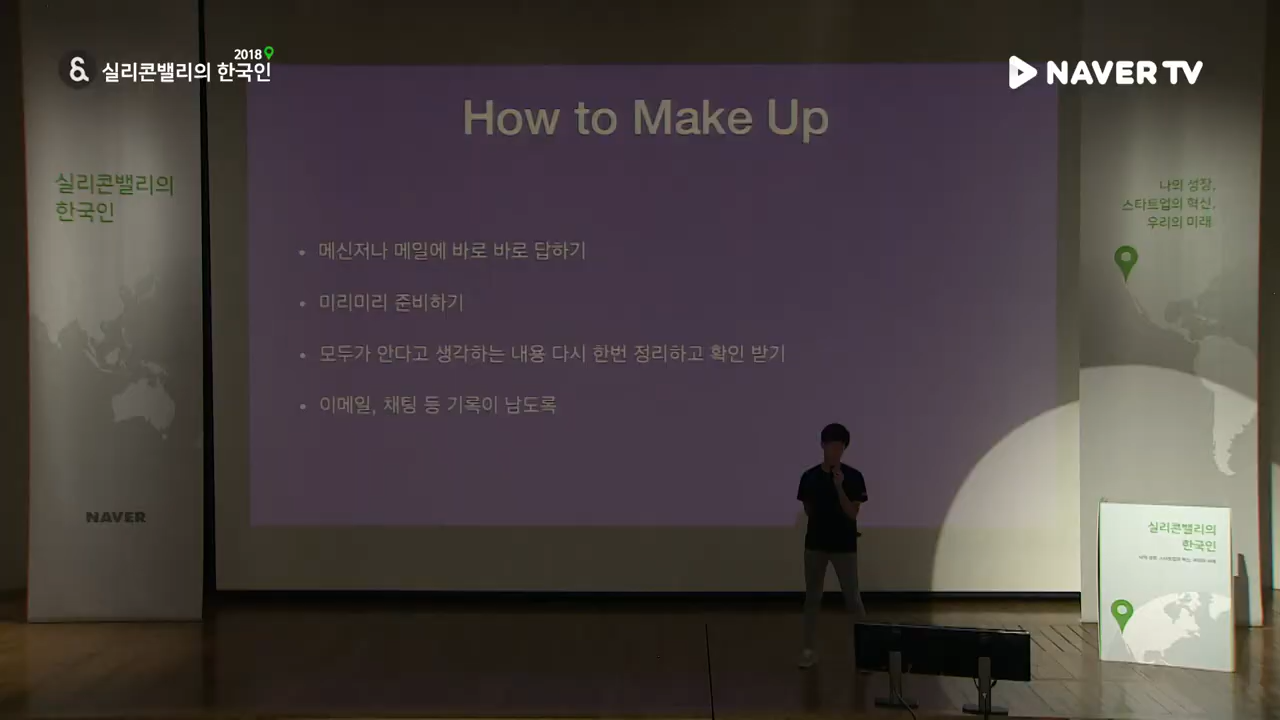 2018
& 실리콘밸리의 한국인
NAVER TV
실리콘밸리의
한국인
NAVER
How to Make Up
• 메신저나 메일에 바로 바로 답하기
• 미리미리 준비하기
• 모두가 안다고 생각하는 내용 다시 한번 정리하고 확인 받기
• 이메일, 채팅 등 기록이 남도록
나의 성장,
스타트업의 혁신,
우리의 미래
실리콘밸리의
한국인